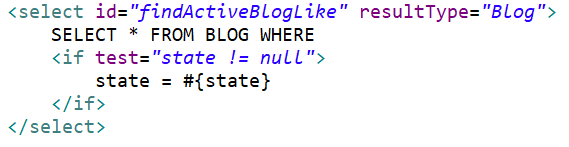 <select id="findActiveBlogLike" resultType="Blog">
    SELECT * FROM BLOG WHERE
    <if test="state != null">
        state = #{state}
    </if>
</select>